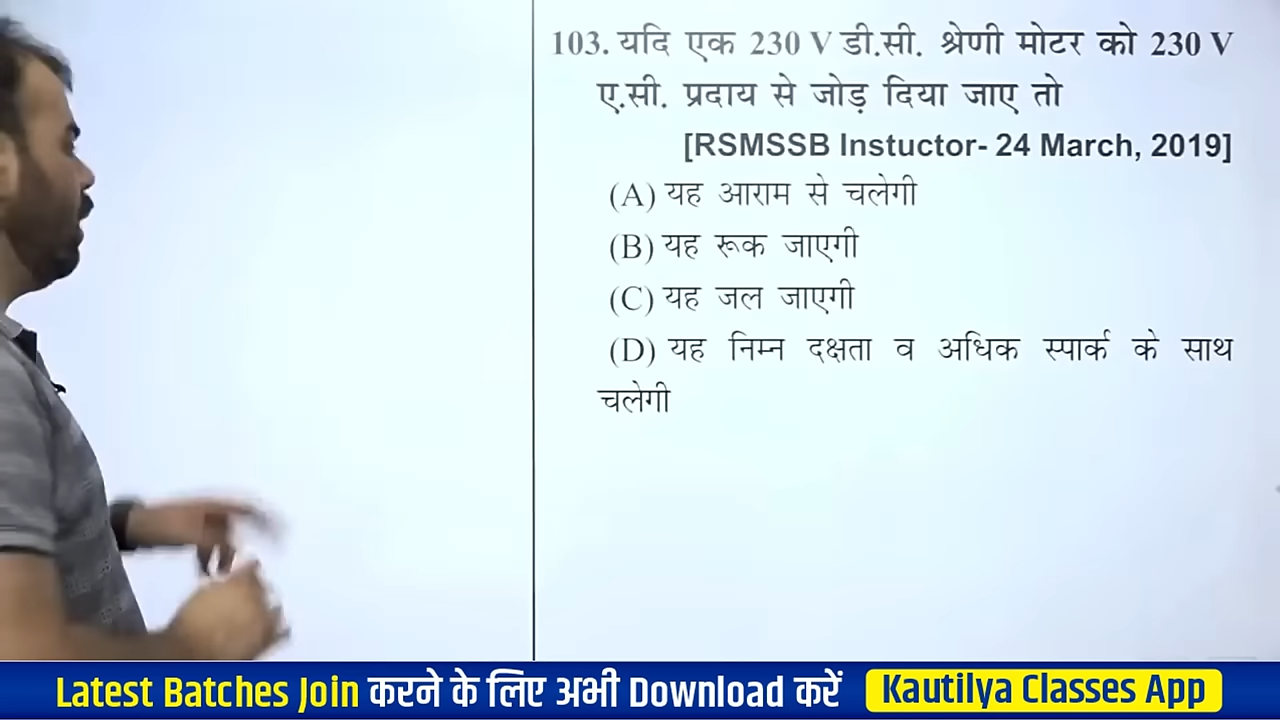 103. यदि एक 230 V डी.सी. श्रेणी मोटर को 230 V
ए.सी. प्रदाय से जोड़ दिया जाए तो
[RSMSSB Instuctor- 24 March, 2019]
(A) यह आराम से चलेगी
(B) यह रूक जाएगी
(C) यह जल जाएगी
(D) यह निम्न दक्षता व अधिक स्पार्क के साथ
चलेगी
Latest Batches Join करने के लिए अभी Download करें Kautilya Classes App